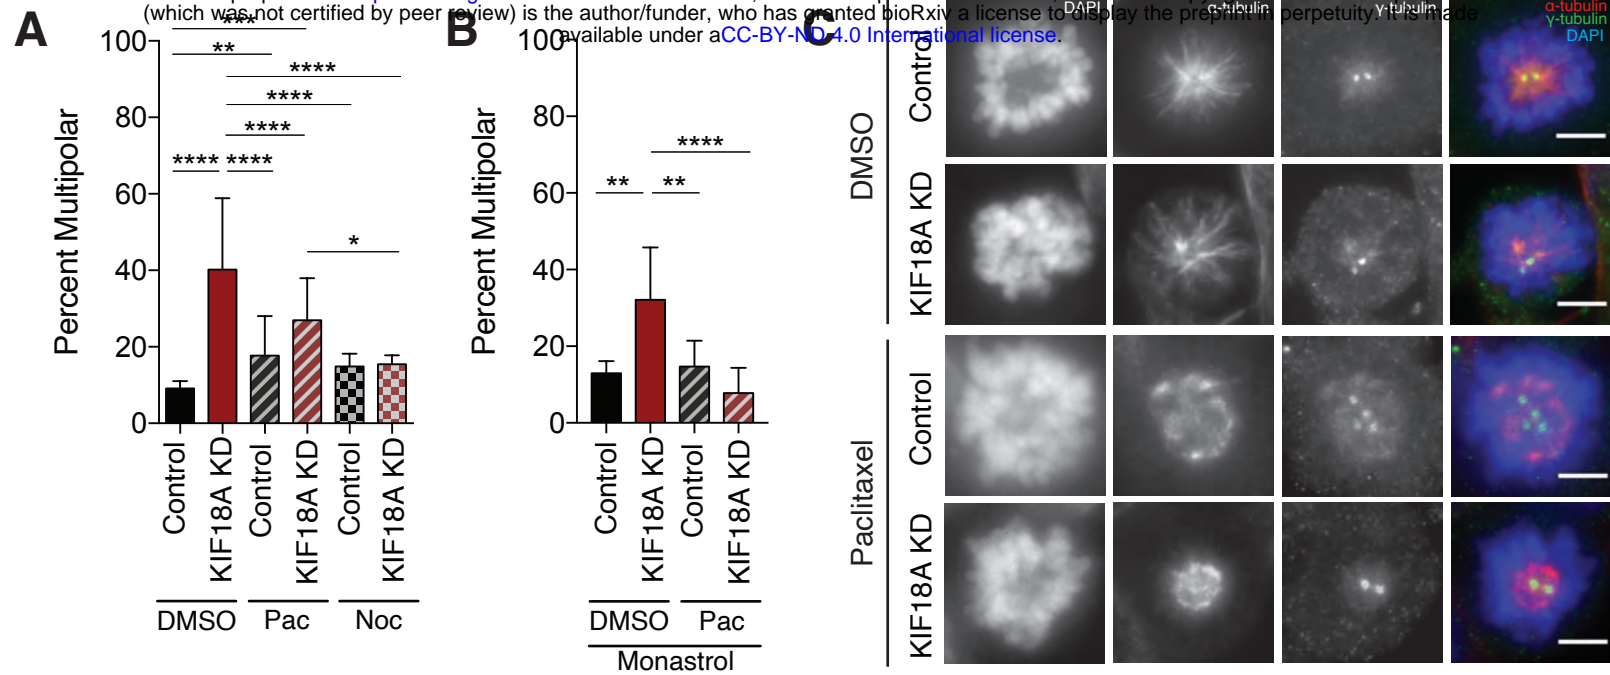 (which was not certified by peer review) is the author/funder, who has granted bioRxiv a license to display the preprint in perpetuity. It is made
available under aCC-BY-ND 4.0 International license.
A
***
**
****
****
****
**** ****
*
Percent Multipolar
100
80
60
40
20
0
Control
KIF18A KD
Control
KIF18A KD
Control
KIF18A KD
DMSO Pac Noc
B
****
** **
Percent Multipolar
100
80
60
40
20
0
Control
KIF18A KD
Control
KIF18A KD
DMSO Pac
Monastrol
C
DAPI α-tubulin γ-tubulin
α-tubulin
γ-tubulin
DAPI
DMSO
Control
KIF18A KD
Paclitaxel
Control
KIF18A KD